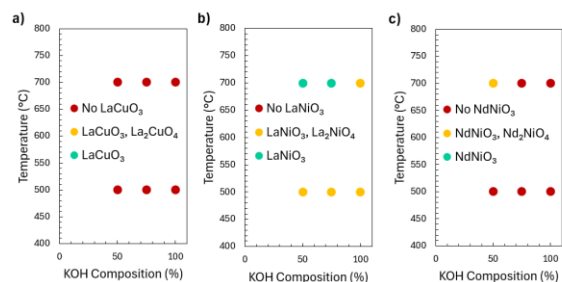 a)
800
750
700
650
600
550
500
450
400
Temperature (°C)
No LaCuO₃
LaCuO₃, La₂CuO₄
LaCuO₃
0
50
100
KOH Composition (%)
b)
800
750
700
650
600
550
500
450
400
Temperature (°C)
No LaNiO₃
LaNiO₃, La₂NiO₄
LaNiO₃
0
50
100
KOH Composition (%)
c)
800
750
700
650
600
550
500
450
400
Temperature (°C)
No NdNiO₃
NdNiO₃, Nd₂NiO₄
NdNiO₃
0
50
100
KOH Composition (%)